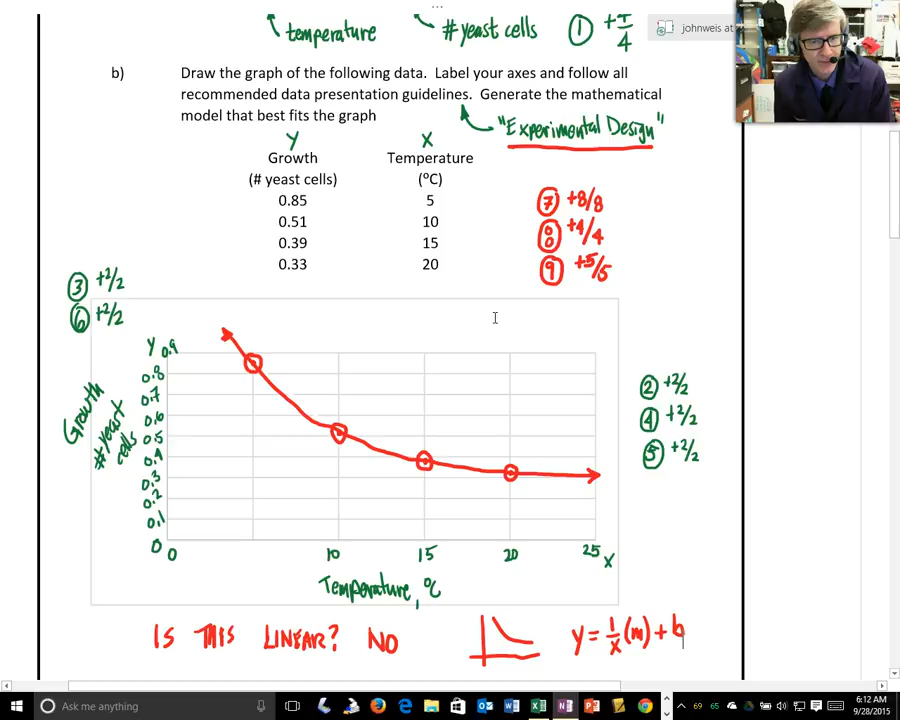 temperature # yeast cells ① +4/4 johnweis at
b) Draw the graph of the following data. Label your axes and follow all
recommended data presentation guidelines. Generate the mathematical
model that best fits the graph
"Experimental Design"
Y X
Growth Temperature
(# yeast cells) (°C)
0.85 5
0.51 10
0.39 15
0.33 20
⑦ +8/8
⑧ +4/4
⑨ +5/5
③ +2/2
⑥ +2/2
Y 0.9
0.8
0.7
0.6
0.5
0.4
0.3
0.2
0.1
0
Growth
# yeast
cells
② +2/2
④ +2/2
⑤ +2/2
0 10 15 20 25 X
Temperature, °C
IS THIS LINEAR? NO y = 1/x (m) + b
Ask me anything
69 65
6:12 AM
9/28/2015